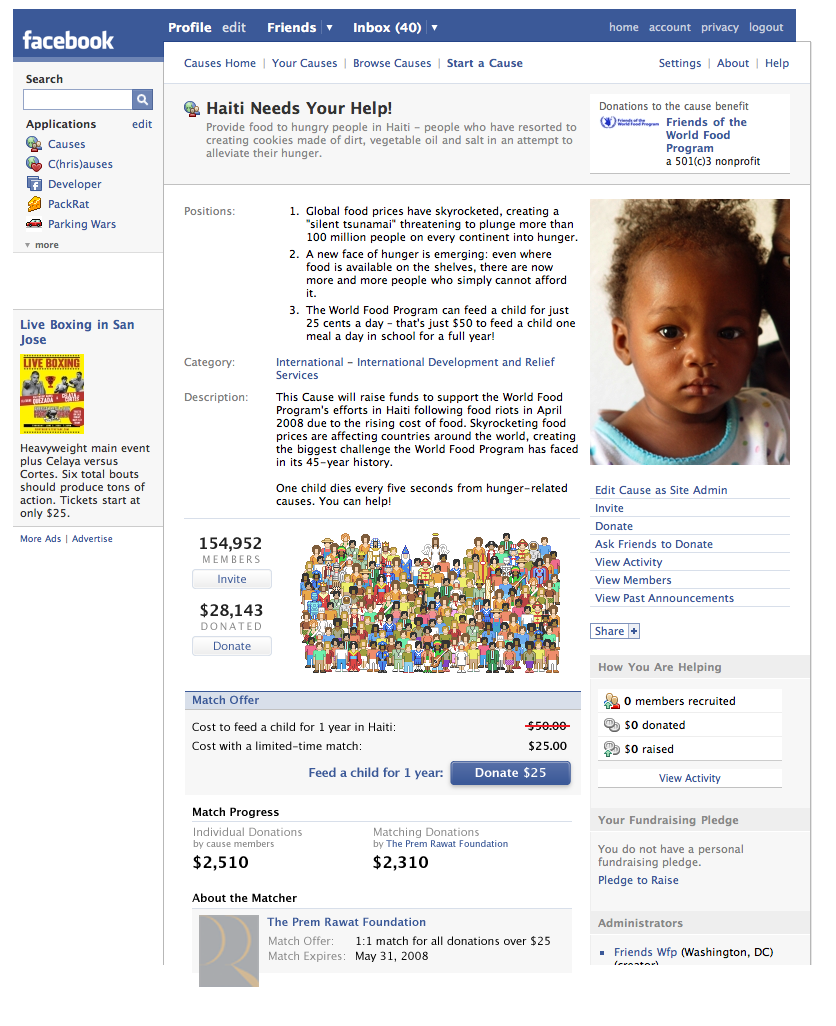 facebook
Profile edit Friends ▼ Inbox (40) ▼ home account privacy logout
Search
Applications edit
Causes
C(hris)auses
Developer
PackRat
Parking Wars
▼ more
Live Boxing in San
Jose
LIVE BOXING
QUEZADA
Heavyweight main event
plus Celaya versus
Cortes. Six total bouts
should produce tons of
action. Tickets start at
only $25.
More Ads | Advertise
Causes Home | Your Causes | Browse Causes | Start a Cause Settings | About | Help
Haiti Needs Your Help!
Provide food to hungry people in Haiti - people who have resorted to
creating cookies made of dirt, vegetable oil and salt in an attempt to
alleviate their hunger.
Donations to the cause benefit
Friends of the
World Food Program
Friends of the
World Food
Program
a 501(c)3 nonprofit
Positions: 1. Global food prices have skyrocketed, creating a
"silent tsunamai" threatening to plunge more than
100 million people on every continent into hunger.
2. A new face of hunger is emerging: even where
food is available on the shelves, there are now
more and more people who simply cannot afford
it.
3. The World Food Program can feed a child for just
25 cents a day - that's just $50 to feed a child one
meal a day in school for a full year!
Category: International - International Development and Relief
Services
Description: This Cause will raise funds to support the World Food
Program's efforts in Haiti following food riots in April
2008 due to the rising cost of food. Skyrocketing food
prices are affecting countries around the world, creating
the biggest challenge the World Food Program has faced
in its 45-year history.
One child dies every five seconds from hunger-related
causes. You can help!
154,952
MEMBERS
Invite
$28,143
DONATED
Donate
Match Offer
Cost to feed a child for 1 year in Haiti: $50.00
Cost with a limited-time match: $25.00
Feed a child for 1 year: Donate $25
Match Progress
Individual Donations Matching Donations
by cause members by The Prem Rawat Foundation
$2,510 $2,310
About the Matcher
The Prem Rawat Foundation
Match Offer: 1:1 match for all donations over $25
Match Expires: May 31, 2008
Edit Cause as Site Admin
Invite
Donate
Ask Friends to Donate
View Activity
View Members
View Past Announcements
Share +
How You Are Helping
0 members recruited
$0 donated
$0 raised
View Activity
Your Fundraising Pledge
You do not have a personal
fundraising pledge.
Pledge to Raise
Administrators
Friends Wfp (Washington, DC)
(creator)